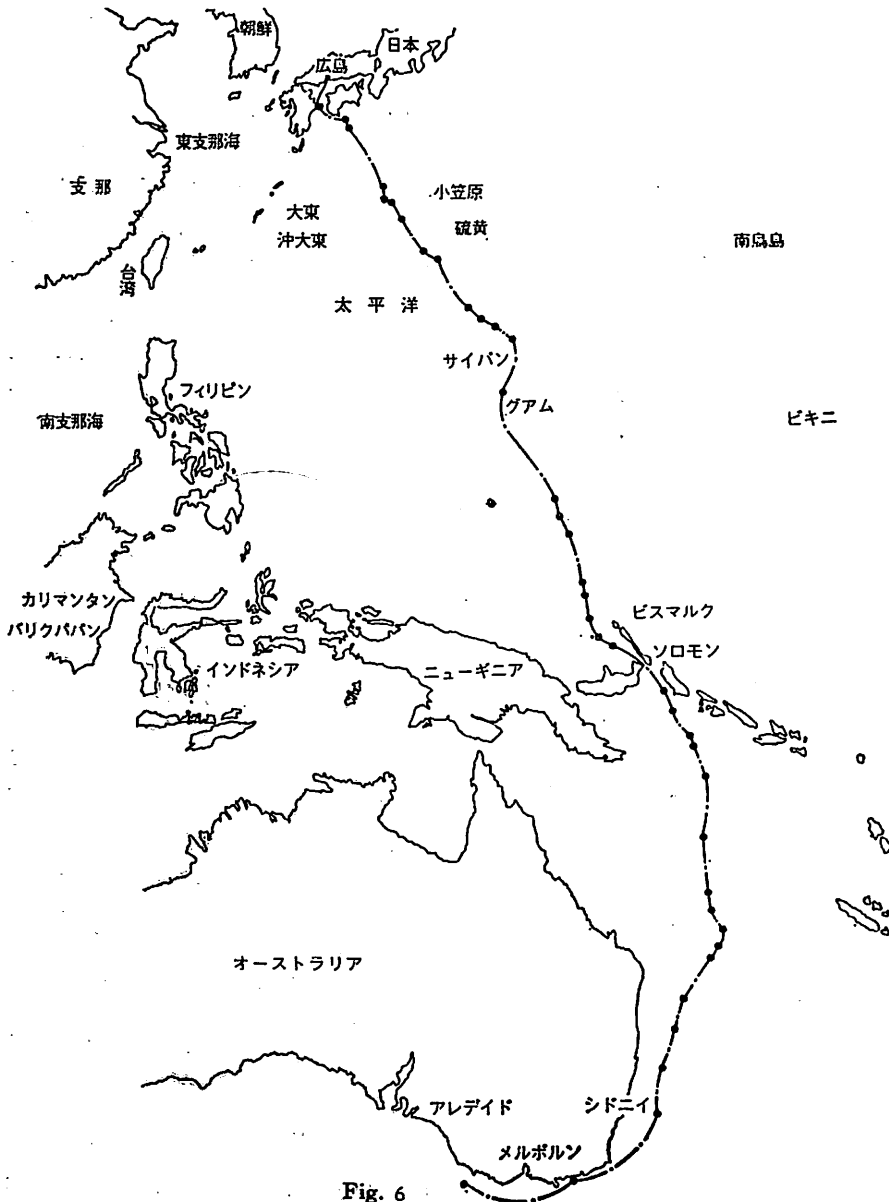 朝鮮
日本
広島
東支那海
支那
小笠原
大東
硫黄
沖大東
南鳥島
台湾
太平洋
サイパン
フィリピン
グアム
南支那海
ビキニ
カリマンタン
バリクパパン
ビスマルク
ソロモン
インドネシア
ニューギニア
オーストラリア
アレデイド
シドニイ
メルボルン
Fig. 6